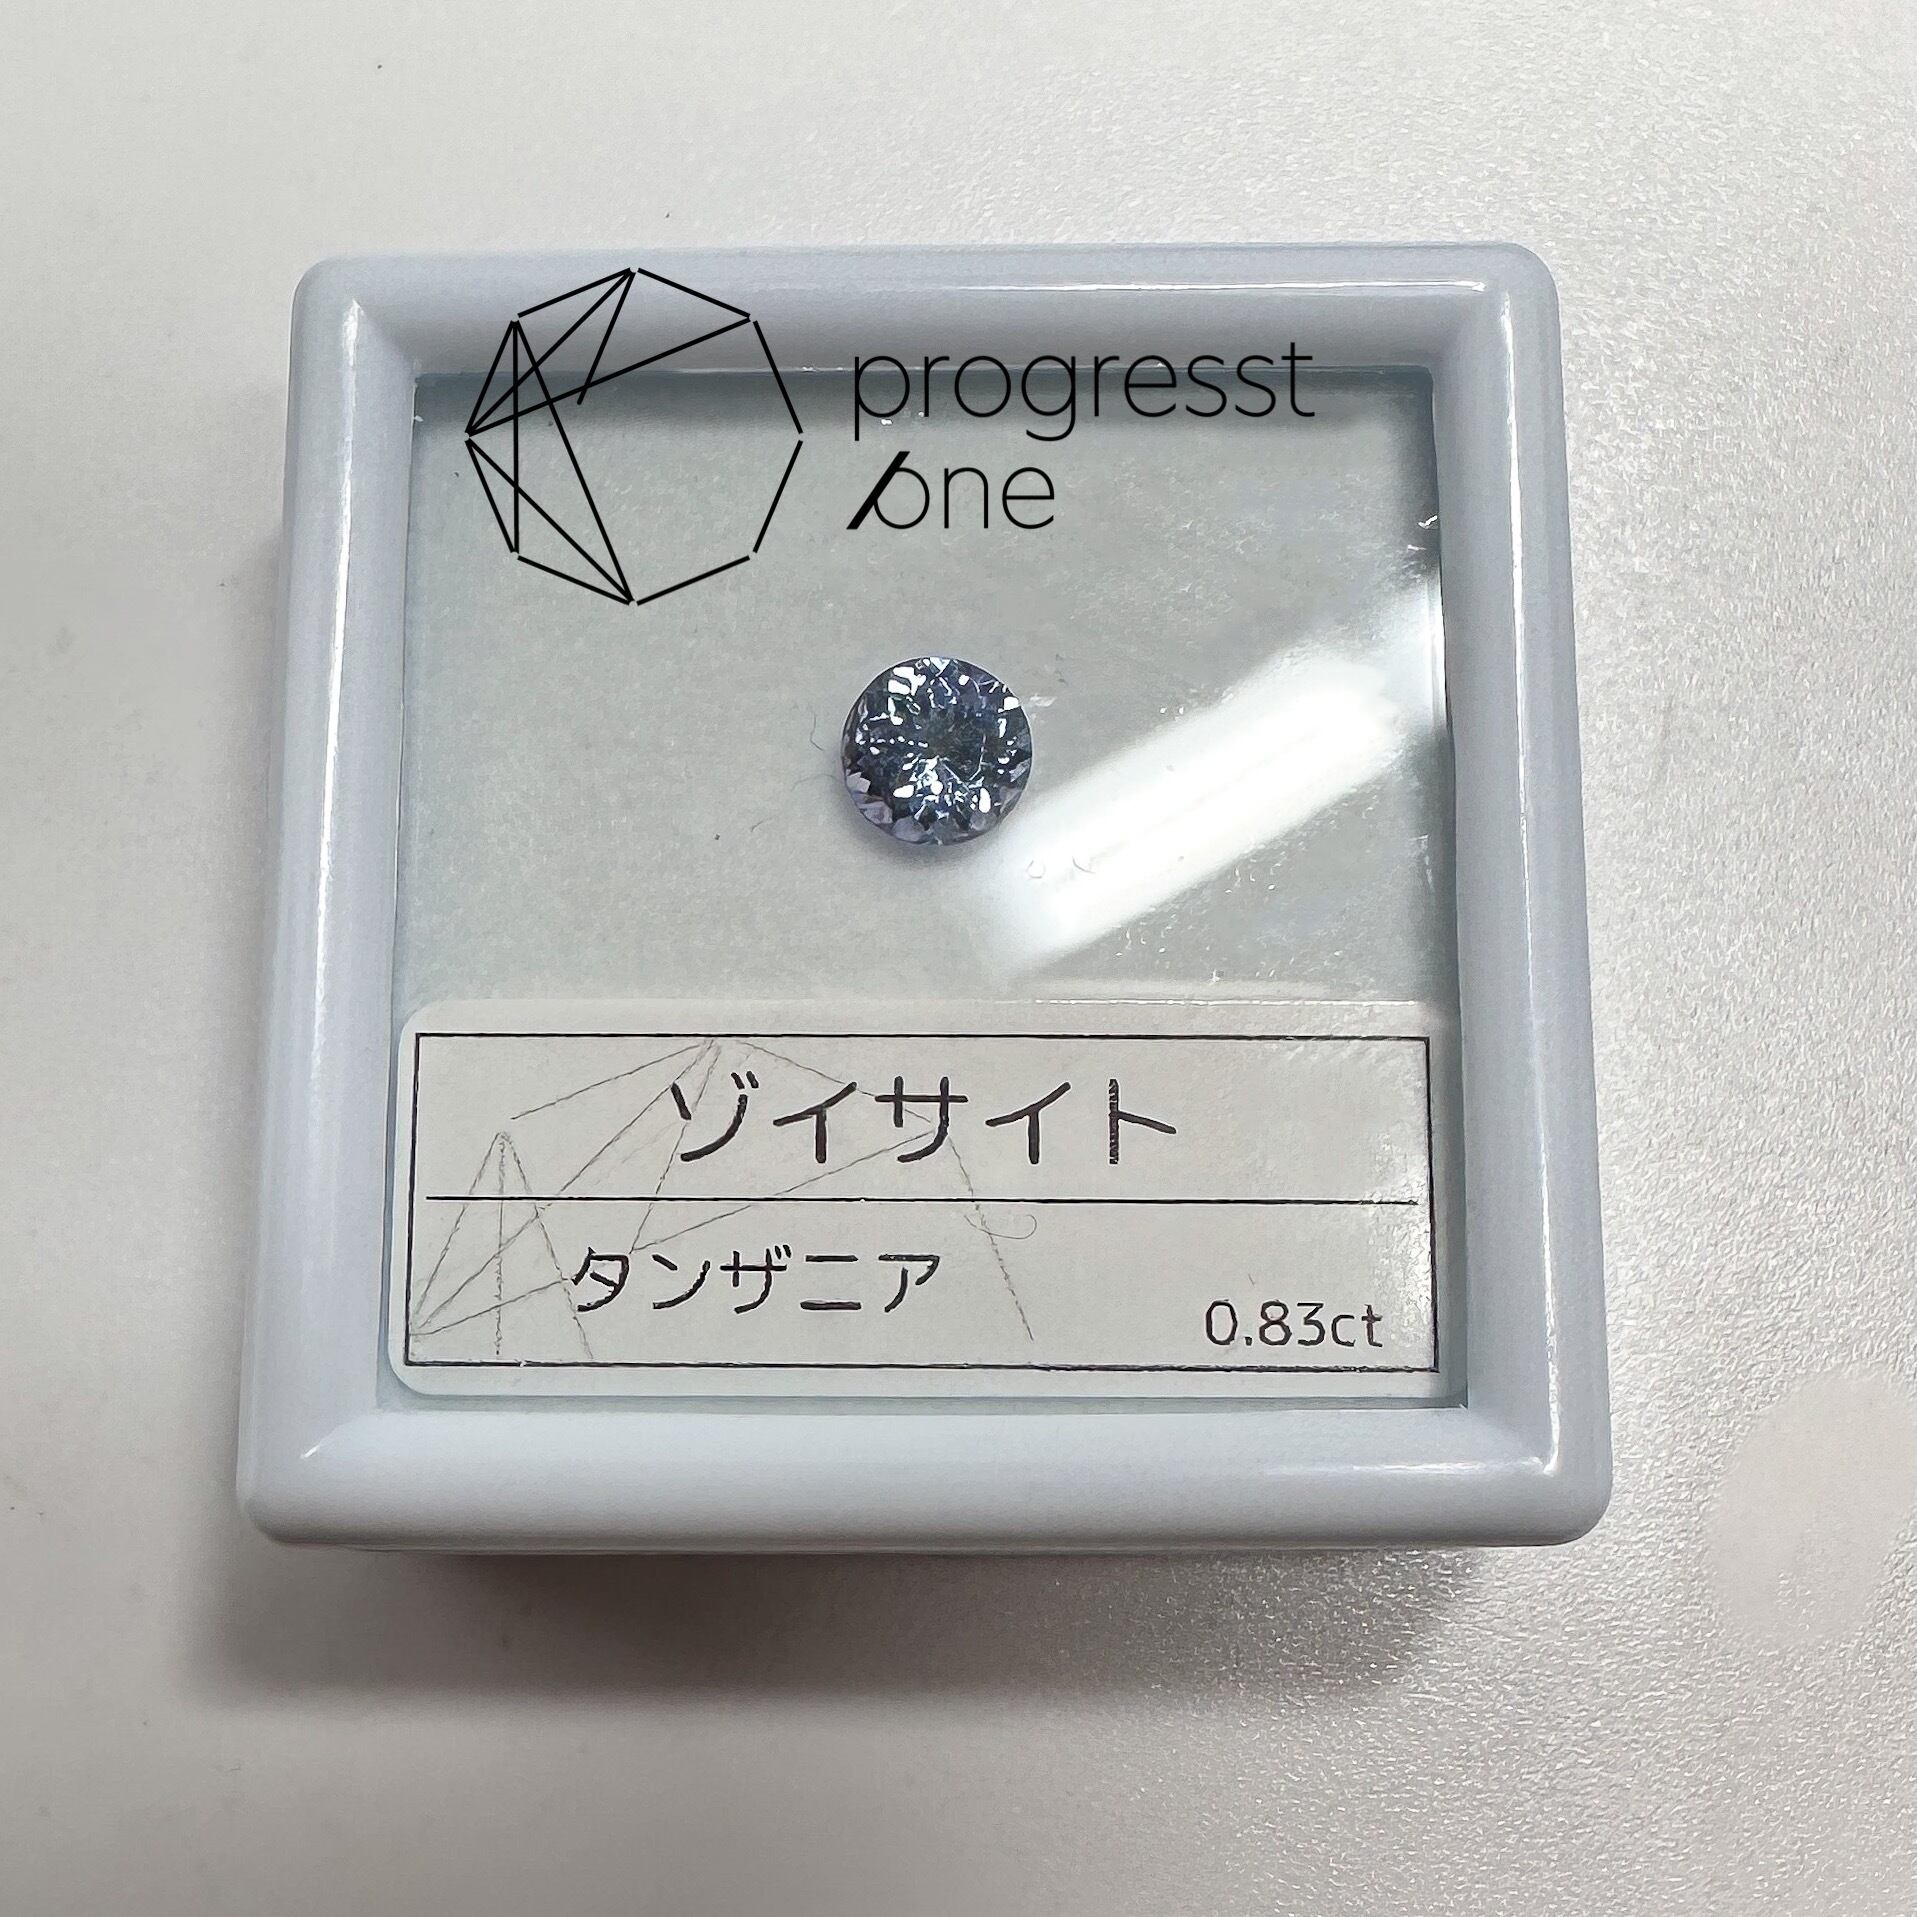 progresst
/one
ゾイサイト
タンザニア
0.83ct